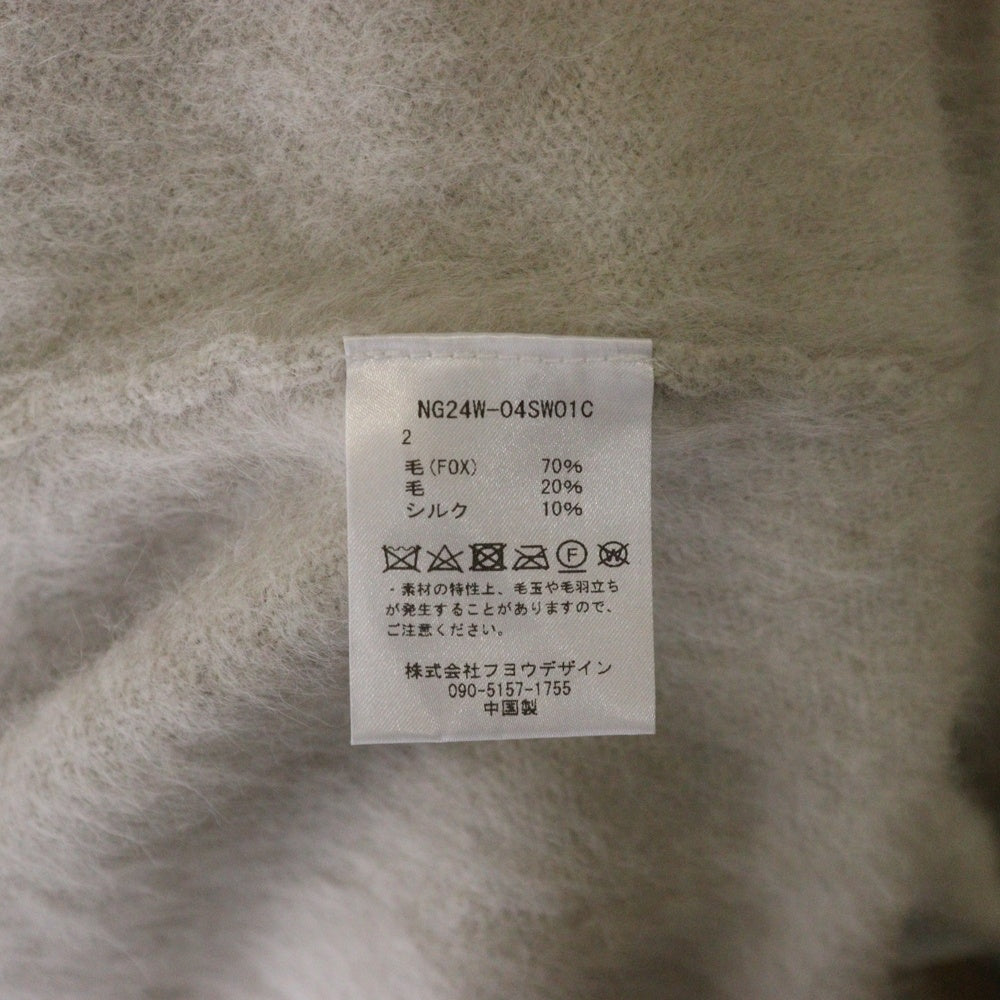 NG24W-04SW01C
2
毛(FOX) 70%
毛 20%
シルク 10%
F
W
・素材の特性上、毛玉や毛羽立ち
が発生することがありますので、
ご注意ください。
株式会社フヨウデザイン
090-5157-1755
中国製